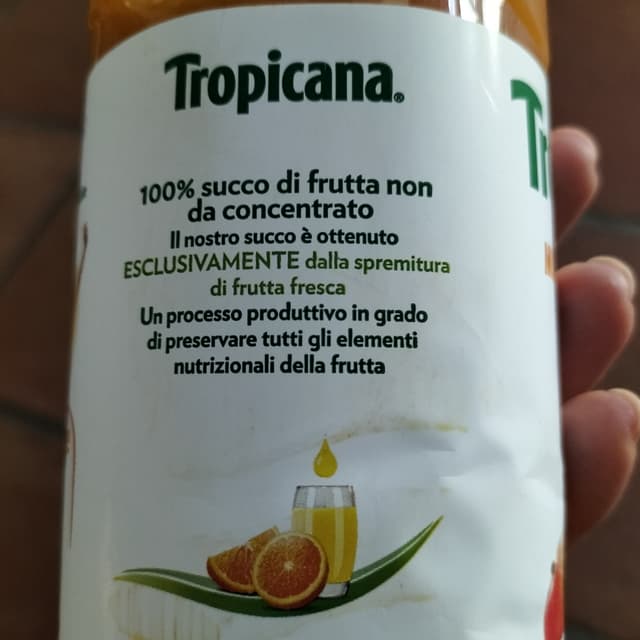 Tropicana®
100% succo di frutta non
da concentrato
Il nostro succo è ottenuto
ESCLUSIVAMENTE dalla spremitura
di frutta fresca
Un processo produttivo in grado
di preservare tutti gli elementi
nutrizionali della frutta